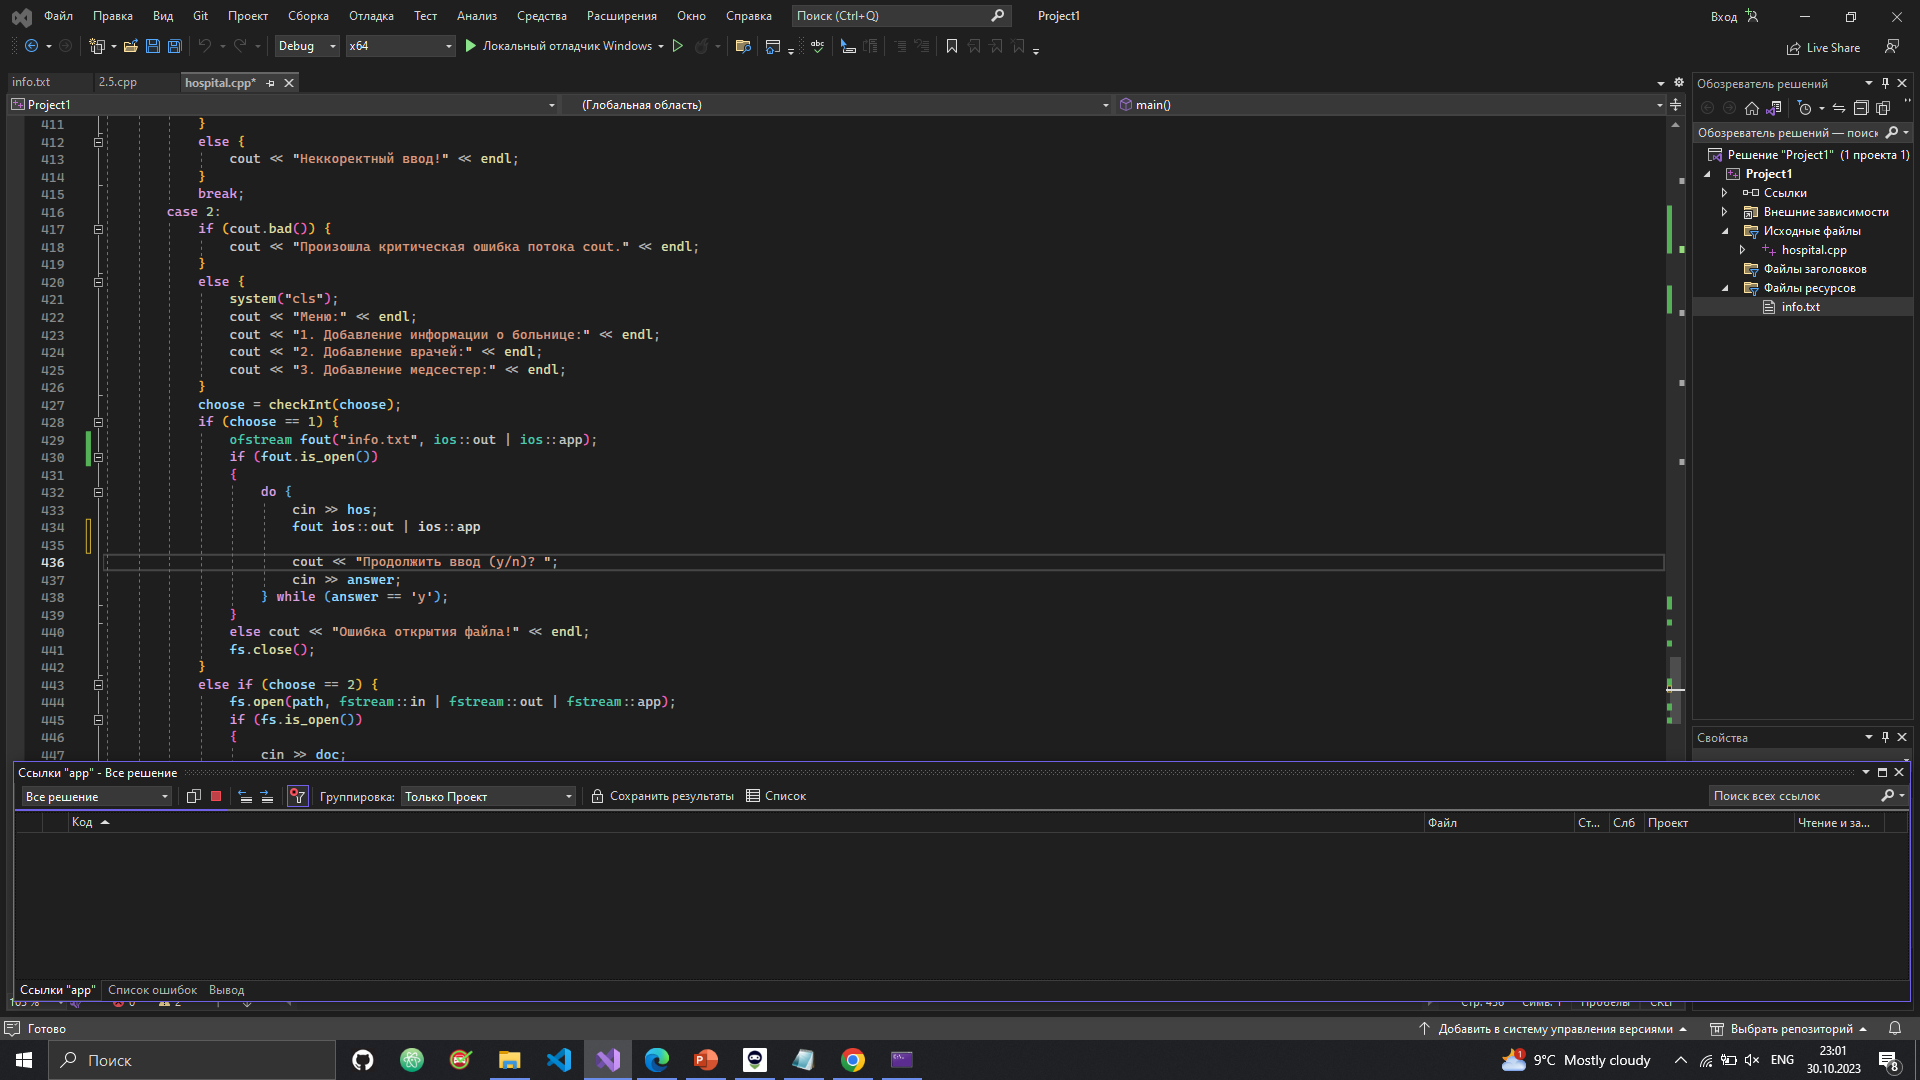 Файл Правка Вид Git Проект Сборка Отладка Тест Анализ Средства Расширения Окно Справка Поиск (Ctrl+Q) Project1 Вход
Debug x64 Локальный отладчик Windows Live Share
info.txt 2.5.cpp hospital.cpp*
Project1 (Глобальная область) main()
411 }
412 else {
413 cout << "Неккоректный ввод!" << endl;
414 }
415 break;
416 case 2:
417 if (cout.bad()) {
418 cout << "Произошла критическая ошибка потока cout." << endl;
419 }
420 else {
421 system("cls");
422 cout << "Меню:" << endl;
423 cout << "1. Добавление информации о больнице:" << endl;
424 cout << "2. Добавление врачей:" << endl;
425 cout << "3. Добавление медсестер:" << endl;
426 }
427 choose = checkInt(choose);
428 if (choose == 1) {
429 ofstream fout("info.txt", ios::out | ios::app);
430 if (fout.is_open())
431 {
432 do {
433 cin >> hos;
434 fout ios::out | ios::app
435
436 cout << "Продолжить ввод (y/n)? ";
437 cin >> answer;
438 } while (answer == 'y');
439 }
440 else cout << "Ошибка открытия файла!" << endl;
441 fs.close();
442 }
443 else if (choose == 2) {
444 fs.open(path, fstream::in | fstream::out | fstream::app);
445 if (fs.is_open())
446 {
447 cin >> doc;
Обозреватель решений
Обозреватель решений — поиск
Решение "Project1" (1 проекта 1)
Project1
Ссылки
Внешние зависимости
Исходные файлы
hospital.cpp
Файлы заголовков
Файлы ресурсов
info.txt
Свойства
Ссылки "app" - Все решение
Все решение Группировка: Только Проект Сохранить результаты Список Поиск всех ссылок
Код Файл Ст... Слб Проект Чтение и за...
Ссылки "app" Список ошибок Вывод
105 % 0 2 Стр: 436 Симв: 1 Пробелы CRLF
Готово Добавить в систему управления версиями Выбрать репозиторий
Поиск 1 9°C Mostly cloudy ENG 23:01
30.10.2023 8